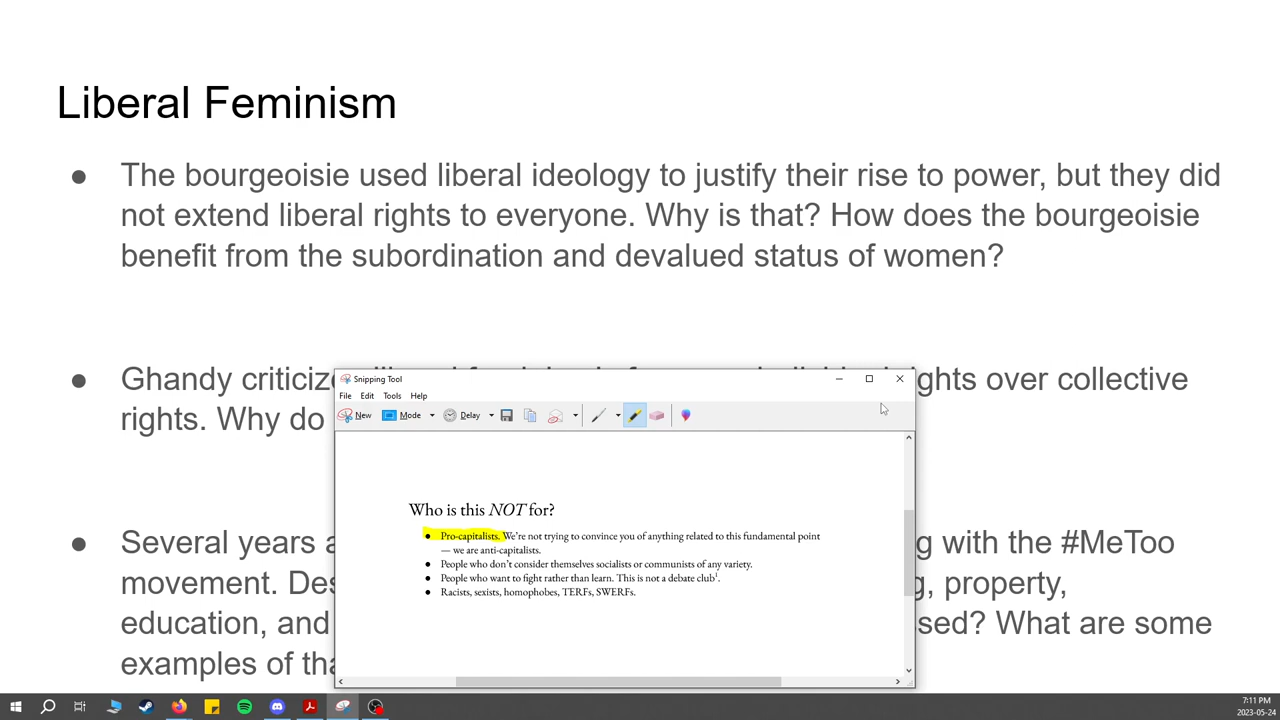 Liberal Feminism
● The bourgeoisie used liberal ideology to justify their rise to power, but they did
not extend liberal rights to everyone. Why is that? How does the bourgeoisie
benefit from the subordination and devalued status of women?
● Ghandy criticiz ghts over collective
rights. Why do
Snipping Tool
File Edit Tools Help
New Mode Delay
Who is this NOT for?
● Pro-capitalists. We're not trying to convince you of anything related to this fundamental point
— we are anti-capitalists.
● People who don't consider themselves socialists or communists of any variety.
● People who want to fight rather than learn. This is not a debate club¹.
● Racists, sexists, homophobes, TERFs, SWERFs.
● Several years a g with the #MeToo
movement. Des g, property,
education, and sed? What are some
examples of tha
7:11 PM
2023-05-24